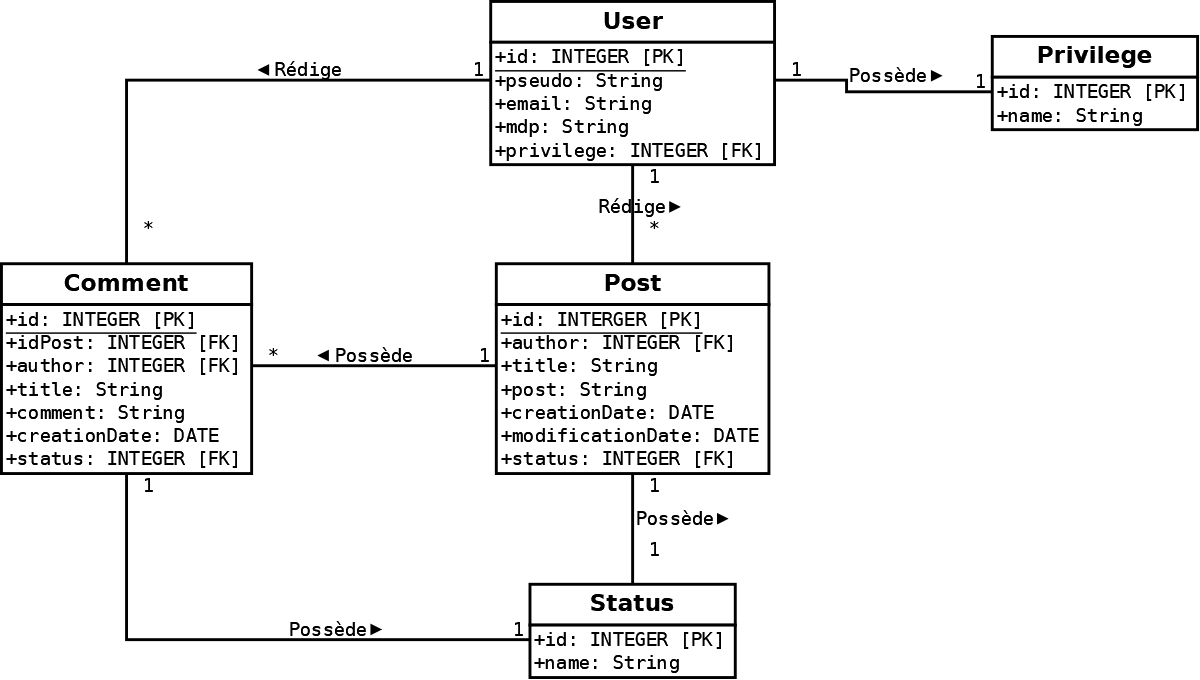 User
+id: INTEGER [PK]
+pseudo: String
+email: String
+mdp: String
+privilege: INTEGER [FK]
1
◄ Rédige
1
Possède►
1
Privilege
+id: INTEGER [PK]
+name: String
1
Rédige►
*
*
Comment
+id: INTEGER [PK]
+idPost: INTEGER [FK]
+author: INTEGER [FK]
+title: String
+comment: String
+creationDate: DATE
+status: INTEGER [FK]
*
◄ Possède
1
Post
+id: INTERGER [PK]
+author: INTEGER [FK]
+title: String
+post: String
+creationDate: DATE
+modificationDate: DATE
+status: INTEGER [FK]
1
1
Possède►
1
Possède►
1
Status
+id: INTEGER [PK]
+name: String